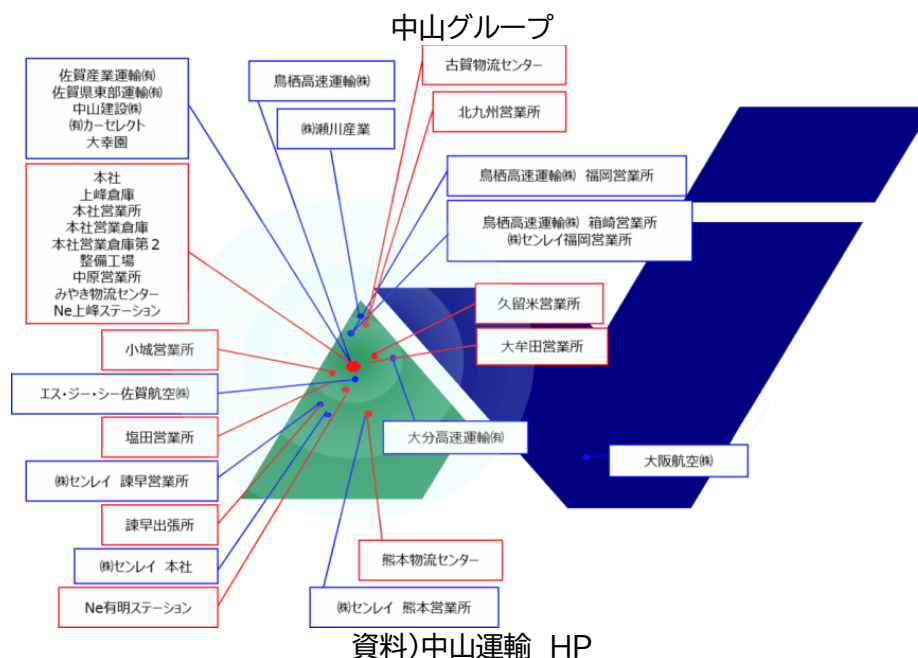 中山グループ
佐賀産業運輸㈲
佐賀県東部運輸㈲
中山建設㈱
㈲カーセレクト
大幸園
鳥栖高速運輸㈱
㈱瀬川産業
古賀物流センター
北九州営業所
鳥栖高速運輸㈱ 福岡営業所
鳥栖高速運輸㈱ 箱崎営業所
㈱センレイ福岡営業所
本社
上峰倉庫
本社営業所
本社営業倉庫
本社営業倉庫第2
整備工場
中原営業所
みやき物流センター
Ne上峰ステーション
久留米営業所
大牟田営業所
小城営業所
エス・ジー・シー佐賀航空㈱
塩田営業所
大分高速運輸㈲
大阪航空㈱
㈱センレイ 諫早営業所
諫早出張所
㈱センレイ 本社
熊本物流センター
Ne有明ステーション
㈱センレイ 熊本営業所
資料)中山運輸 HP